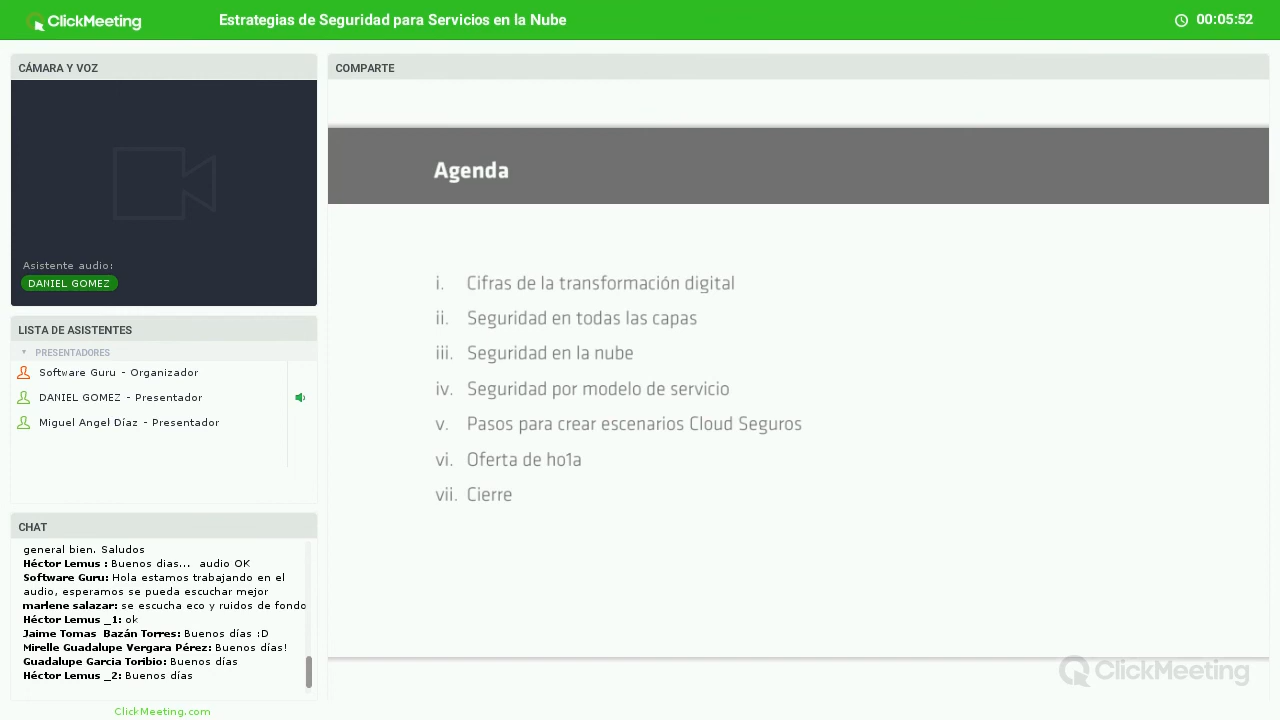 ClickMeeting
Estrategias de Seguridad para Servicios en la Nube
00:05:52
CÁMARA Y VOZ
Asistente audio:
DANIEL GOMEZ
LISTA DE ASISTENTES
PRESENTADORES
Software Guru - Organizador
DANIEL GOMEZ - Presentador
Miguel Angel Díaz - Presentador
CHAT
general bien. Saludos
Héctor Lemus : Buenos dias... audio OK
Software Guru: Hola estamos trabajando en el
audio, esperamos se pueda escuchar mejor
marlene salazar: se escucha eco y ruidos de fondo
Héctor Lemus _1: ok
Jaime Tomas Bazán Torres: Buenos días :D
Mirelle Guadalupe Vergara Pérez: Buenos días!
Guadalupe Garcia Toribio: Buenos días
Héctor Lemus _2: Buenos días
ClickMeeting.com
COMPARTE
Agenda
i. Cifras de la transformación digital
ii. Seguridad en todas las capas
iii. Seguridad en la nube
iv. Seguridad por modelo de servicio
v. Pasos para crear escenarios Cloud Seguros
vi. Oferta de ho1a
vii. Cierre
ClickMeeting